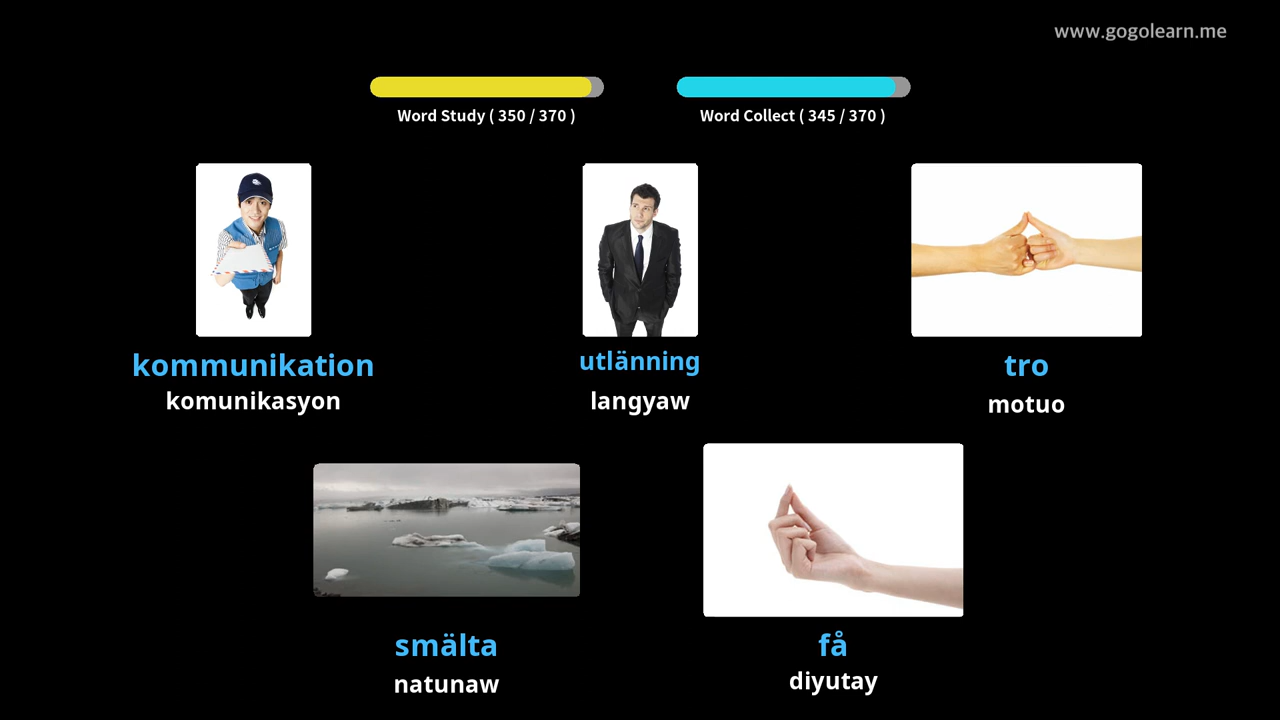 www.gogolearn.me
Word Study ( 350 / 370 )
Word Collect ( 345 / 370 )
kommunikation
komunikasyon
utlänning
langyaw
tro
motuo
smälta
natunaw
få
diyutay